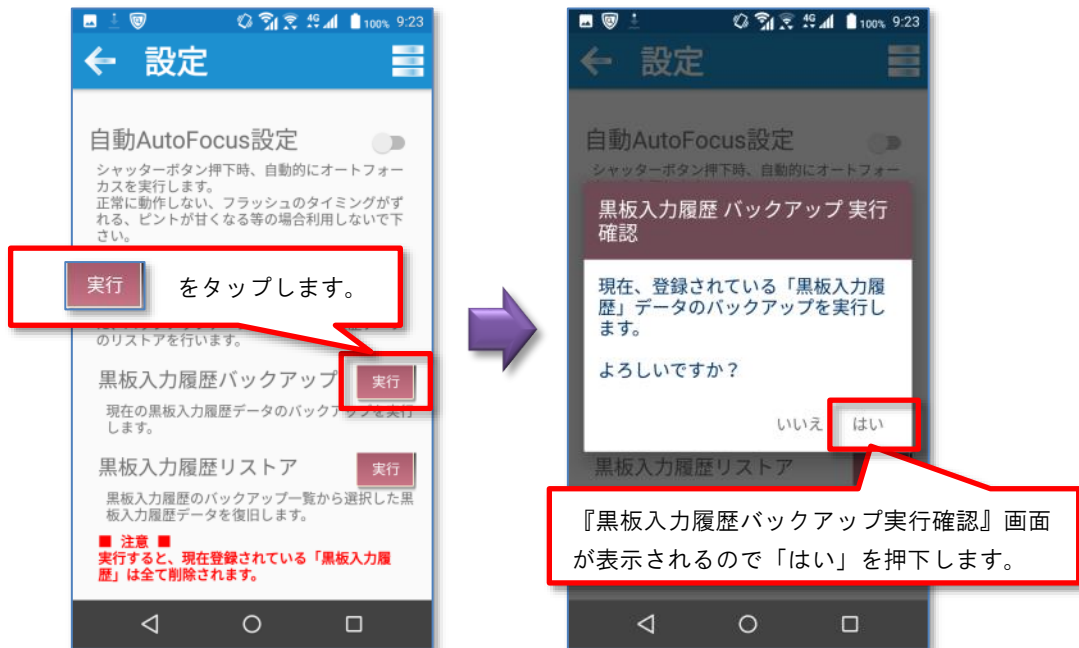 4G 100% 9:23
設定
自動AutoFocus設定
シャッターボタン押下時、自動的にオートフォー
カスを実行します。
正常に動作しない、フラッシュのタイミングがず
れる、ピントが甘くなる等の場合利用しないで下
さい。
実行 をタップします。
のリストアを行います。
黒板入力履歴バックアップ 実行
現在の黒板入力履歴データのバックアップを実行
します。
黒板入力履歴リストア 実行
黒板入力履歴のバックアップ一覧から選択した黒
板入力履歴データを復旧します。
■ 注意 ■
実行すると、現在登録されている「黒板入力履
歴」は全て削除されます。
4G 100% 9:23
設定
自動AutoFocus設定
シャッターボタン押下時、自動的にオートフォー
黒板入力履歴 バックアップ 実行
確認
現在、登録されている「黒板入力履
歴」データのバックアップを実行し
ます。
よろしいですか？
いいえ はい
黒板入力履歴リストア
『黒板入力履歴バックアップ実行確認』画面
が表示されるので「はい」を押下します。